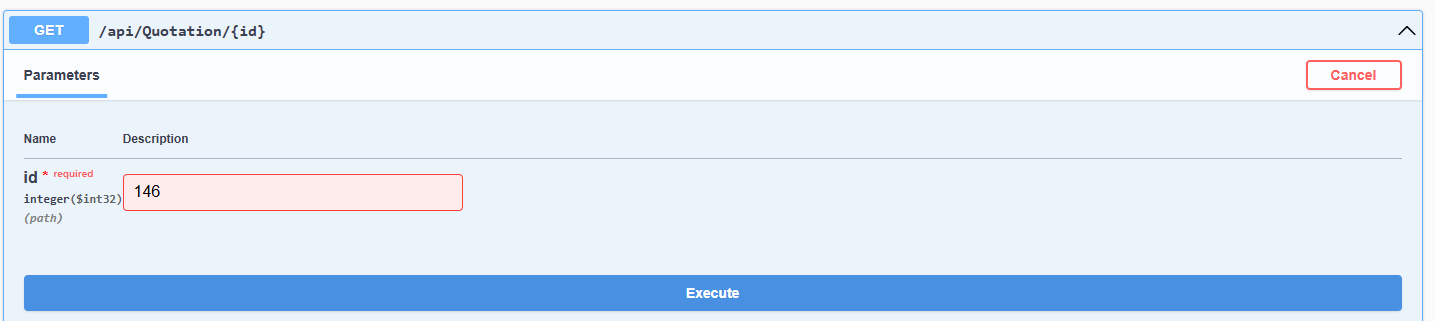 GET /api/Quotation/{id}
Parameters
Cancel
Name Description
id * required
146
integer($int32)
(path)
Execute